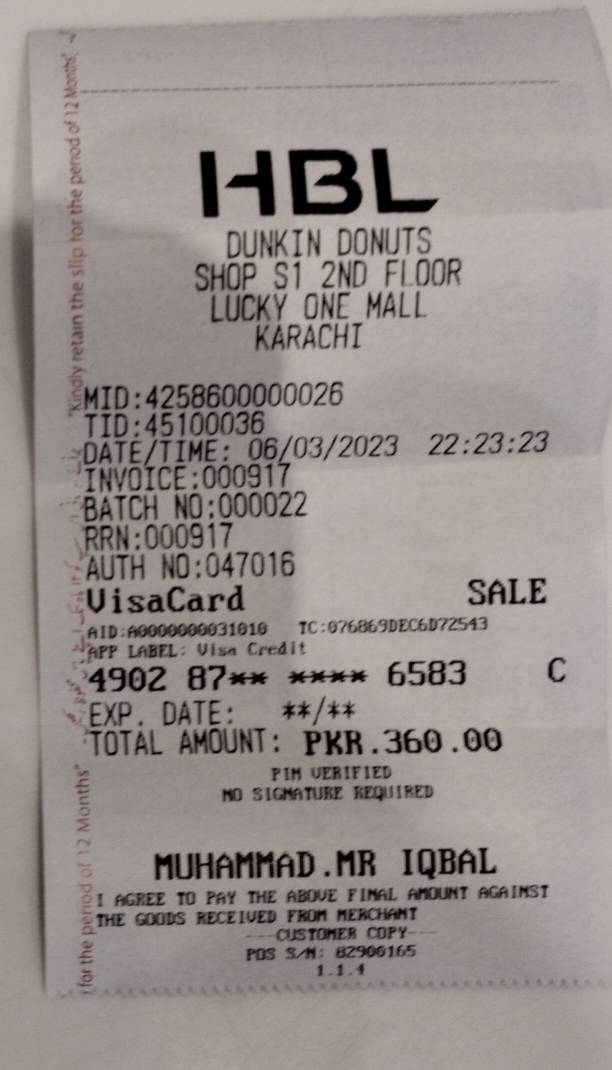 HBL
DUNKIN DONUTS
SHOP S1 2ND FLOOR
LUCKY ONE MALL
KARACHI
MID:4258600000026
TID:45100036
DATE/TIME: 06/03/2023 22:23:23
INVOICE:000917
BATCH NO:000022
RRN:000917
AUTH NO:047016
VisaCard SALE
AID:A0000000031010 TC:076869DEC6D72543
APP LABEL: Visa Credit
4902 87** **** 6583 C
EXP. DATE: **/**
TOTAL AMOUNT: PKR.360.00
PIN VERIFIED
NO SIGNATURE REQUIRED
MUHAMMAD.MR IQBAL
I AGREE TO PAY THE ABOVE FINAL AMOUNT AGAINST
THE GOODS RECEIVED FROM MERCHANT
---CUSTOMER COPY---
POS S/N: 82900165
1.1.4
"Kindly retain the slip for the period of 12 Months".
for the period of 12 Months"